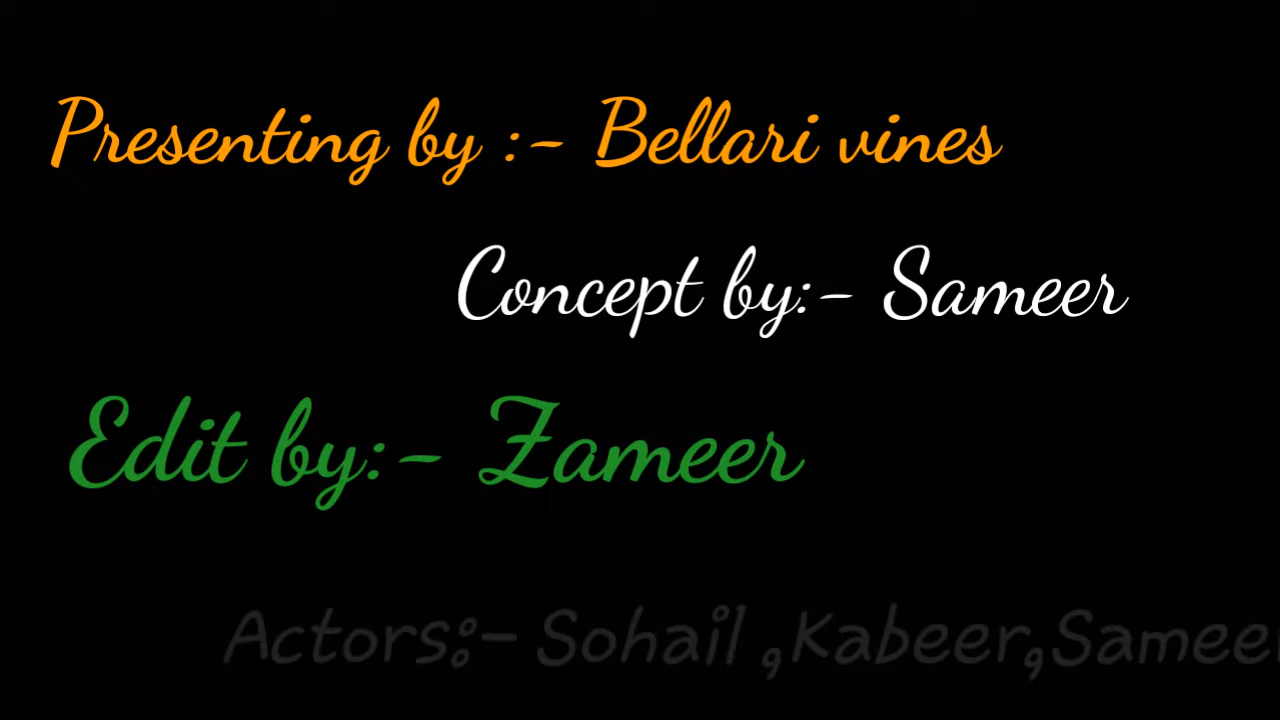 Presenting by :- Bellari vines
Concept by:- Sameer
Edit by:- Zameer
Actors:- Sohail ,Kabeer,Sameer